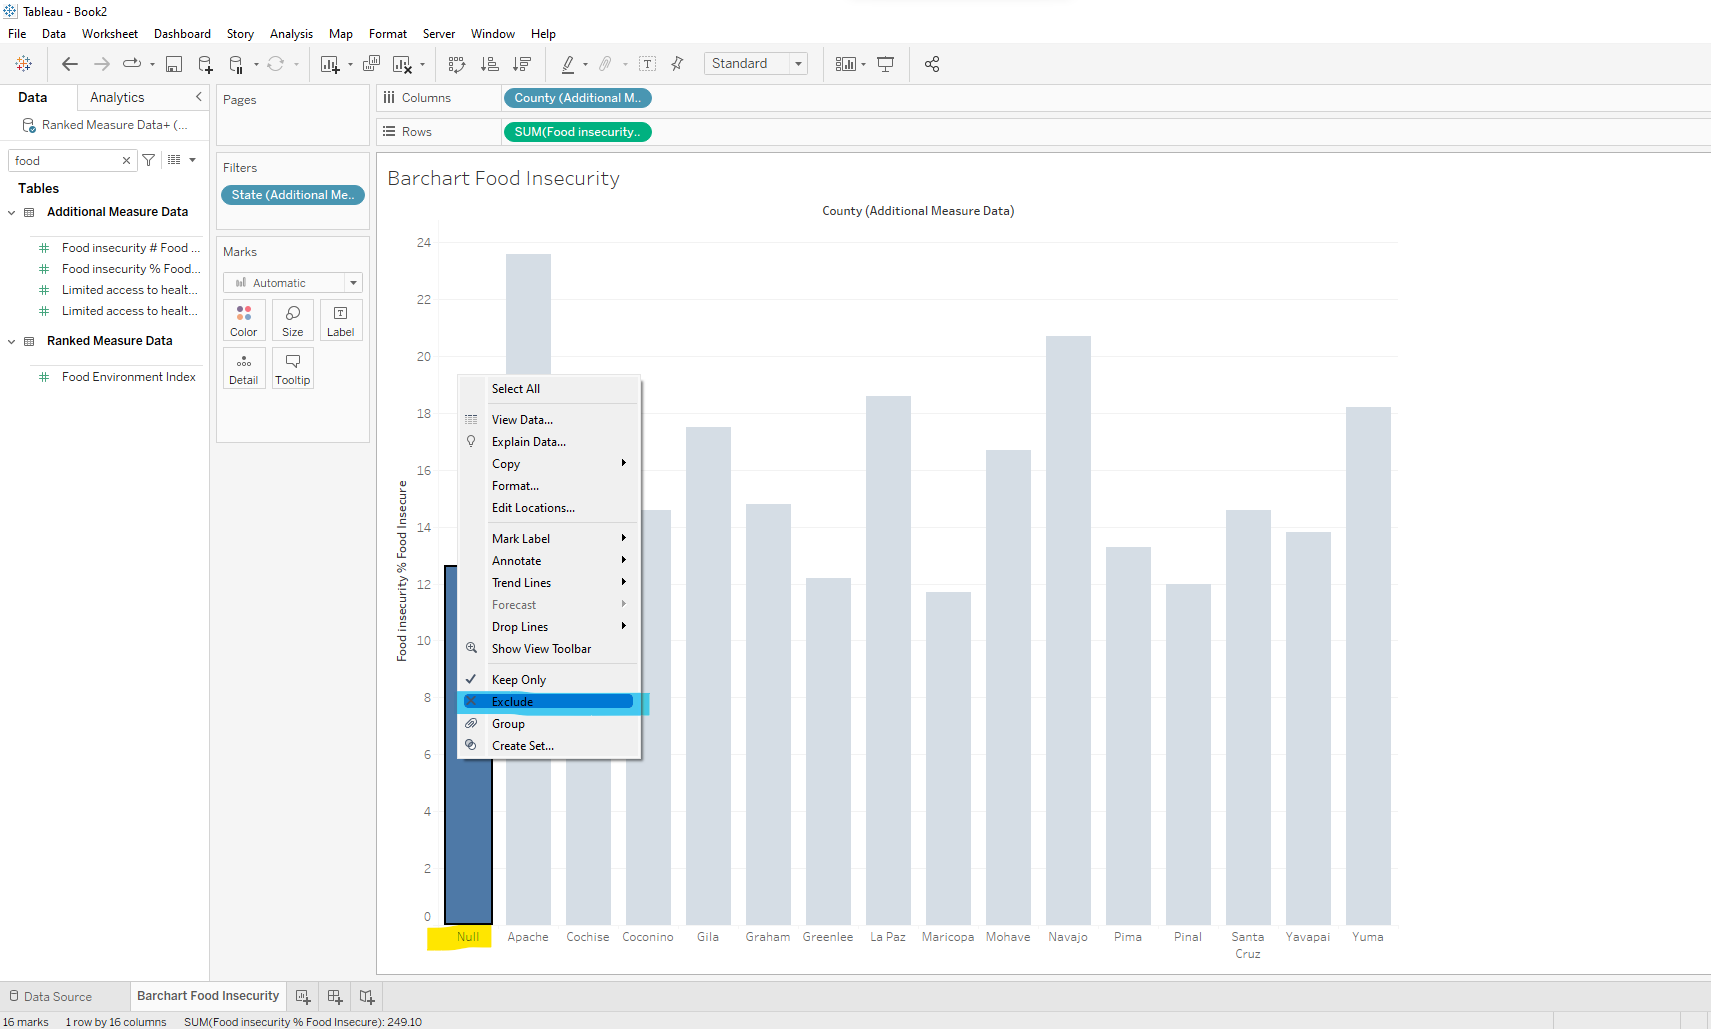 Tableau - Book2
File Data Worksheet Dashboard Story Analysis Map Format Server Window Help
Standard
Data Analytics
Ranked Measure Data+ (...
food
Tables
Additional Measure Data
Food insecurity # Food ...
Food insecurity % Food...
Limited access to healt...
Limited access to healt...
Ranked Measure Data
Food Environment Index
Pages
Filters
State (Additional Me..
Marks
Automatic
Color Size Label
Detail Tooltip
Columns County (Additional M..
Rows SUM(Food insecurity..
Barchart Food Insecurity
County (Additional Measure Data)
Food insecurity % Food Insecure
24
22
20
18
16
14
12
10
8
6
4
2
0
Select All
View Data...
Explain Data...
Copy
Format...
Edit Locations...
Mark Label
Annotate
Trend Lines
Forecast
Drop Lines
Show View Toolbar
Keep Only
Exclude
Group
Create Set...
Null Apache Cochise Coconino Gila Graham Greenlee La Paz Maricopa Mohave Navajo Pima Pinal Santa Cruz Yavapai Yuma
Data Source Barchart Food Insecurity
16 marks 1 row by 16 columns SUM(Food insecurity % Food Insecure): 249.10